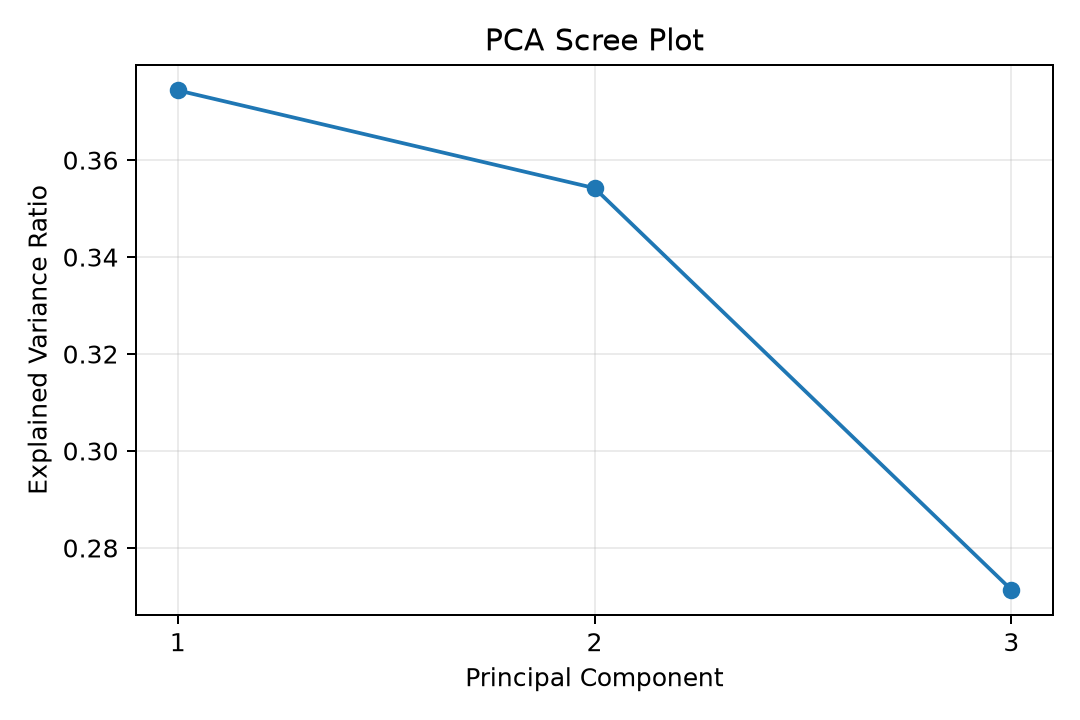 PCA Scree Plot
Explained Variance Ratio
0.36
0.34
0.32
0.30
0.28
1 2 3
Principal Component